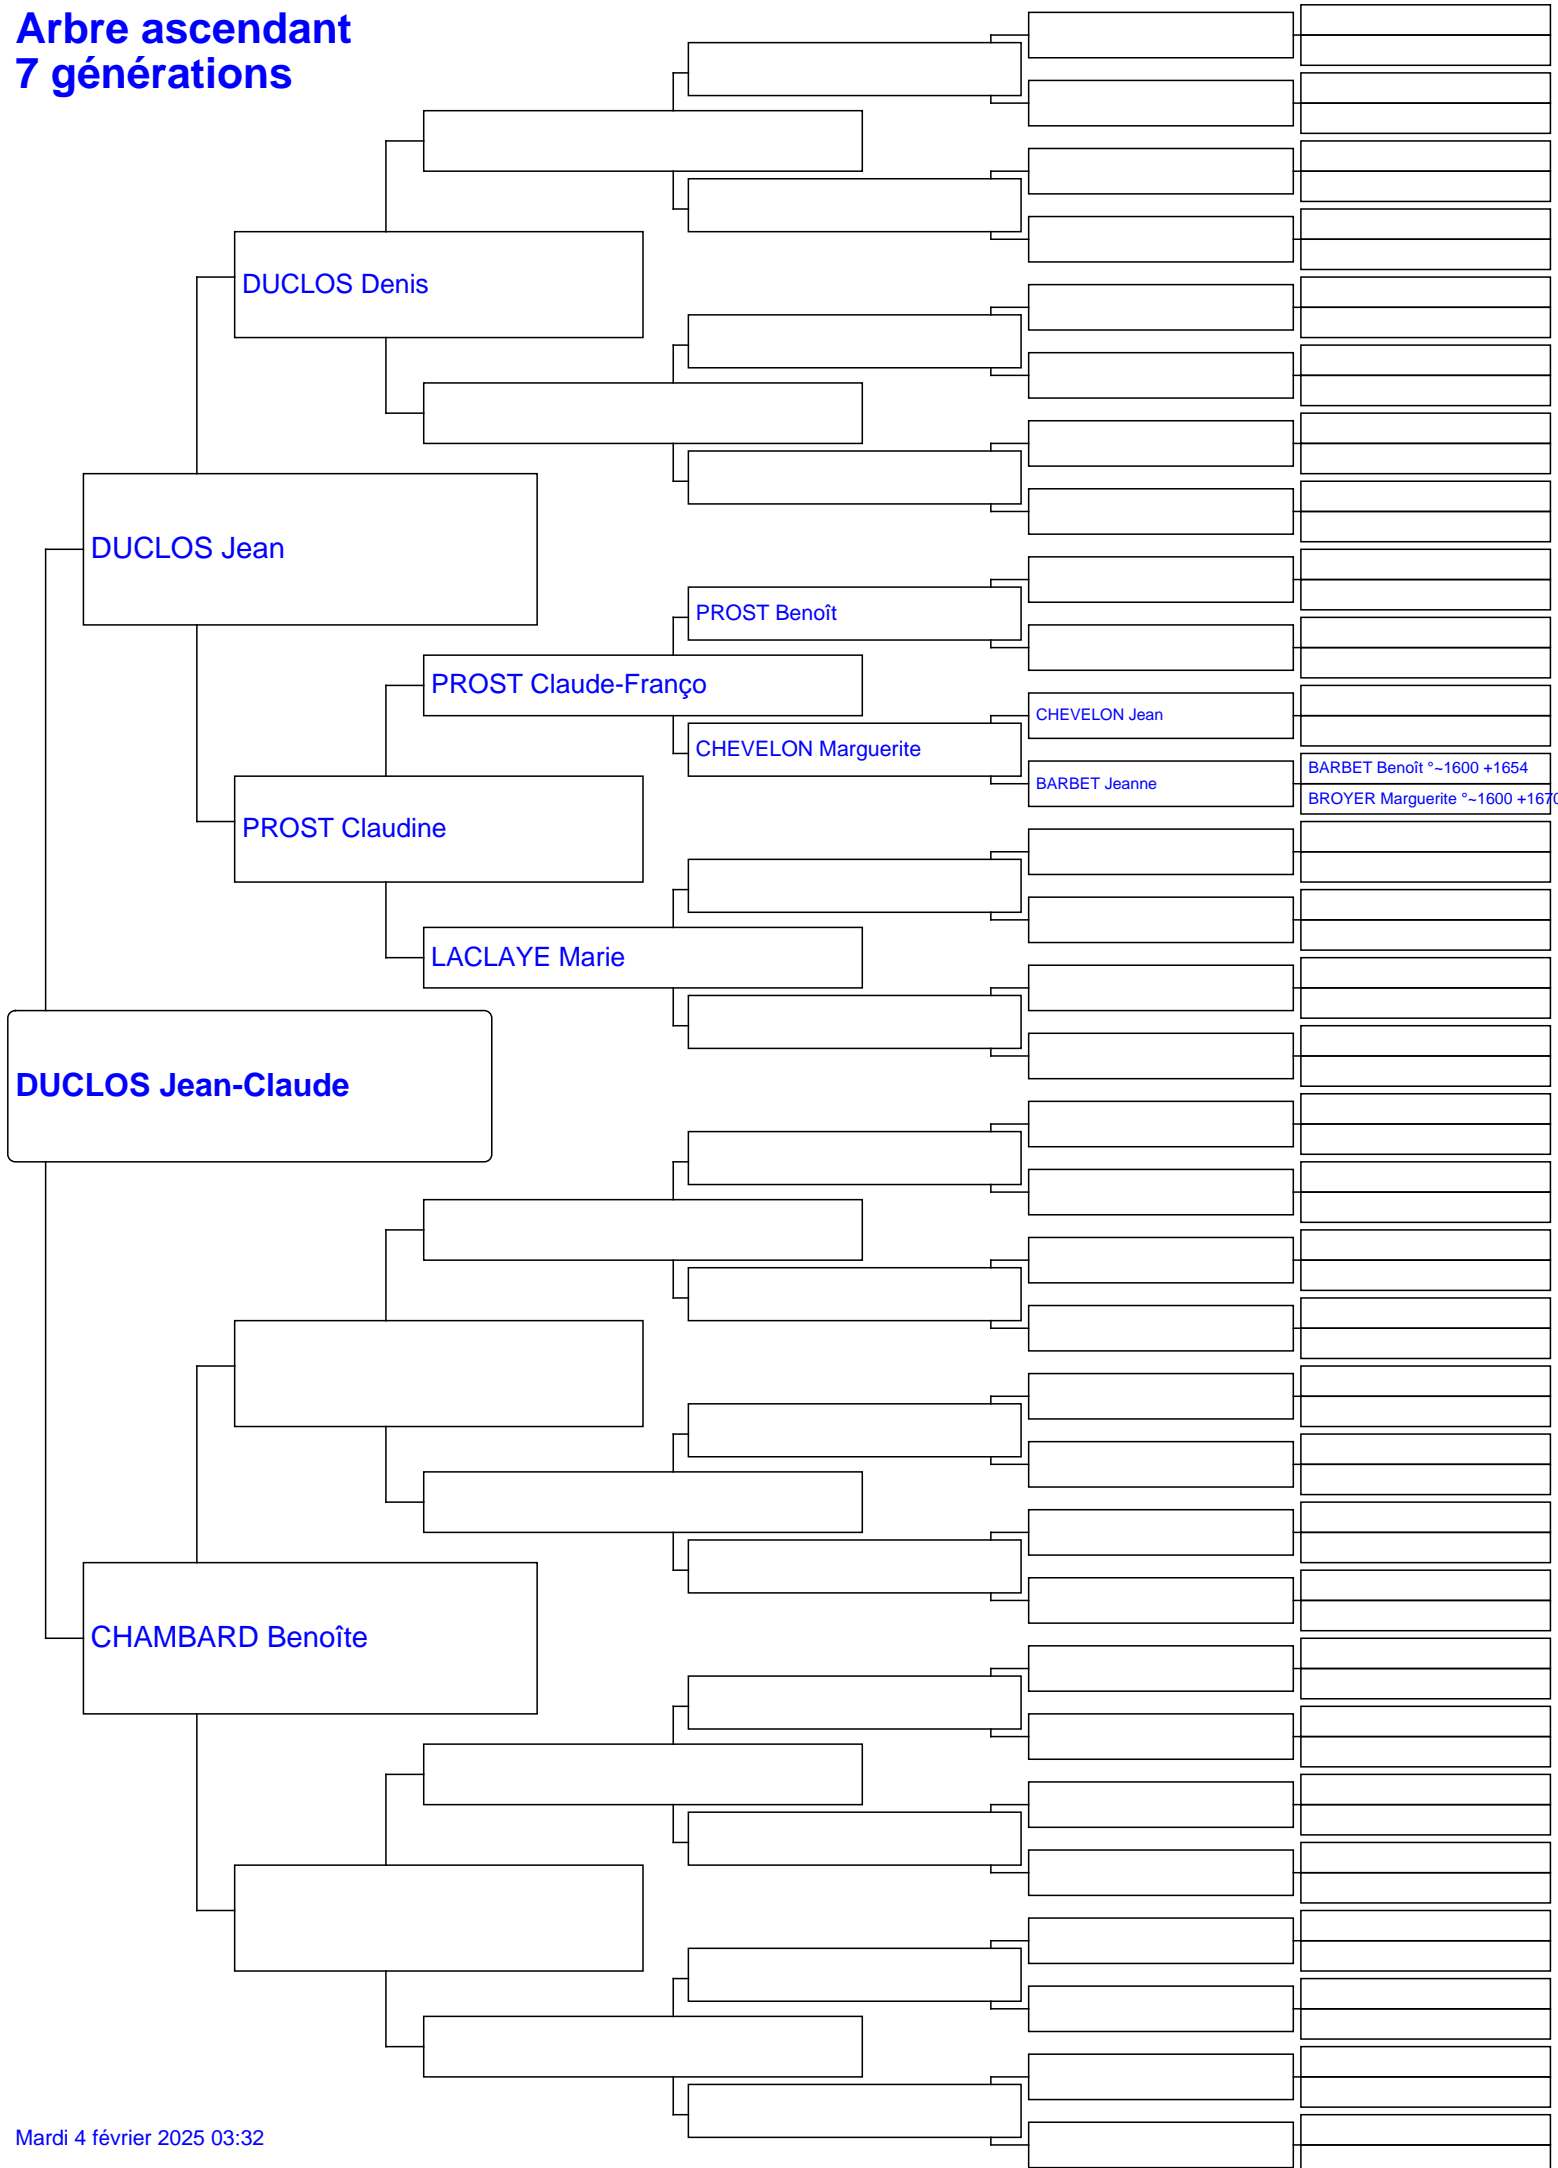 Arbre ascendant
7 générations
DUCLOS Denis
DUCLOS Jean
PROST Benoît
PROST Claude-Franço
CHEVELON Jean
CHEVELON Marguerite
BARBET Benoît °~1600 +1654
BARBET Jeanne
BROYER Marguerite °~1600 +1670
PROST Claudine
LACLAYE Marie
DUCLOS Jean-Claude
CHAMBARD Benoîte
Mardi 4 février 2025 03:32